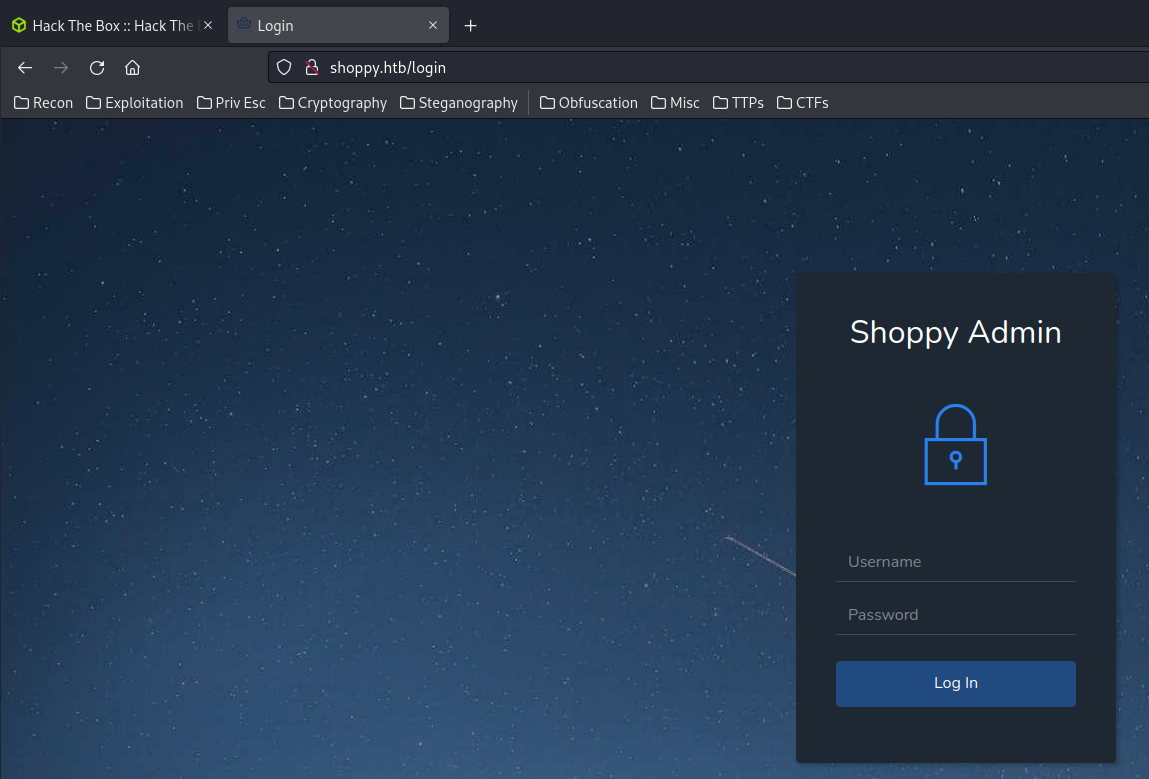 Hack The Box :: Hack The
Login
shoppy.htb/login
Recon Exploitation Priv Esc Cryptography Steganography Obfuscation Misc TTPs CTFs
Shoppy Admin
Username
Password
Log In